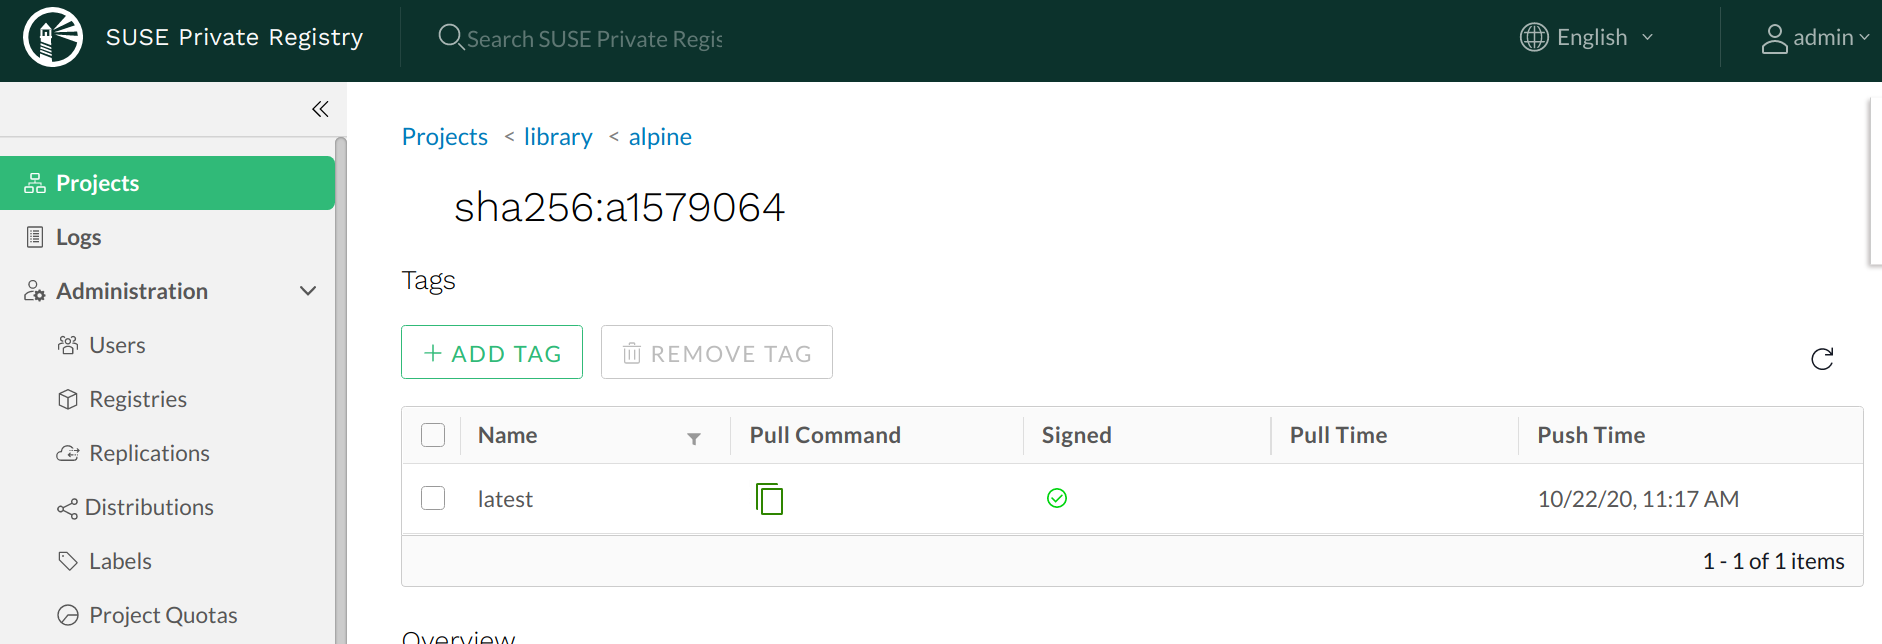 SUSE Private Registry
Search SUSE Private Regis
English
admin
Projects < library < alpine
Projects
Logs
Administration
Users
Registries
Replications
Distributions
Labels
Project Quotas
sha256:a1579064
Tags
+ ADD TAG
REMOVE TAG
Name Pull Command Signed Pull Time Push Time
latest 10/22/20, 11:17 AM
1 - 1 of 1 items
Overview